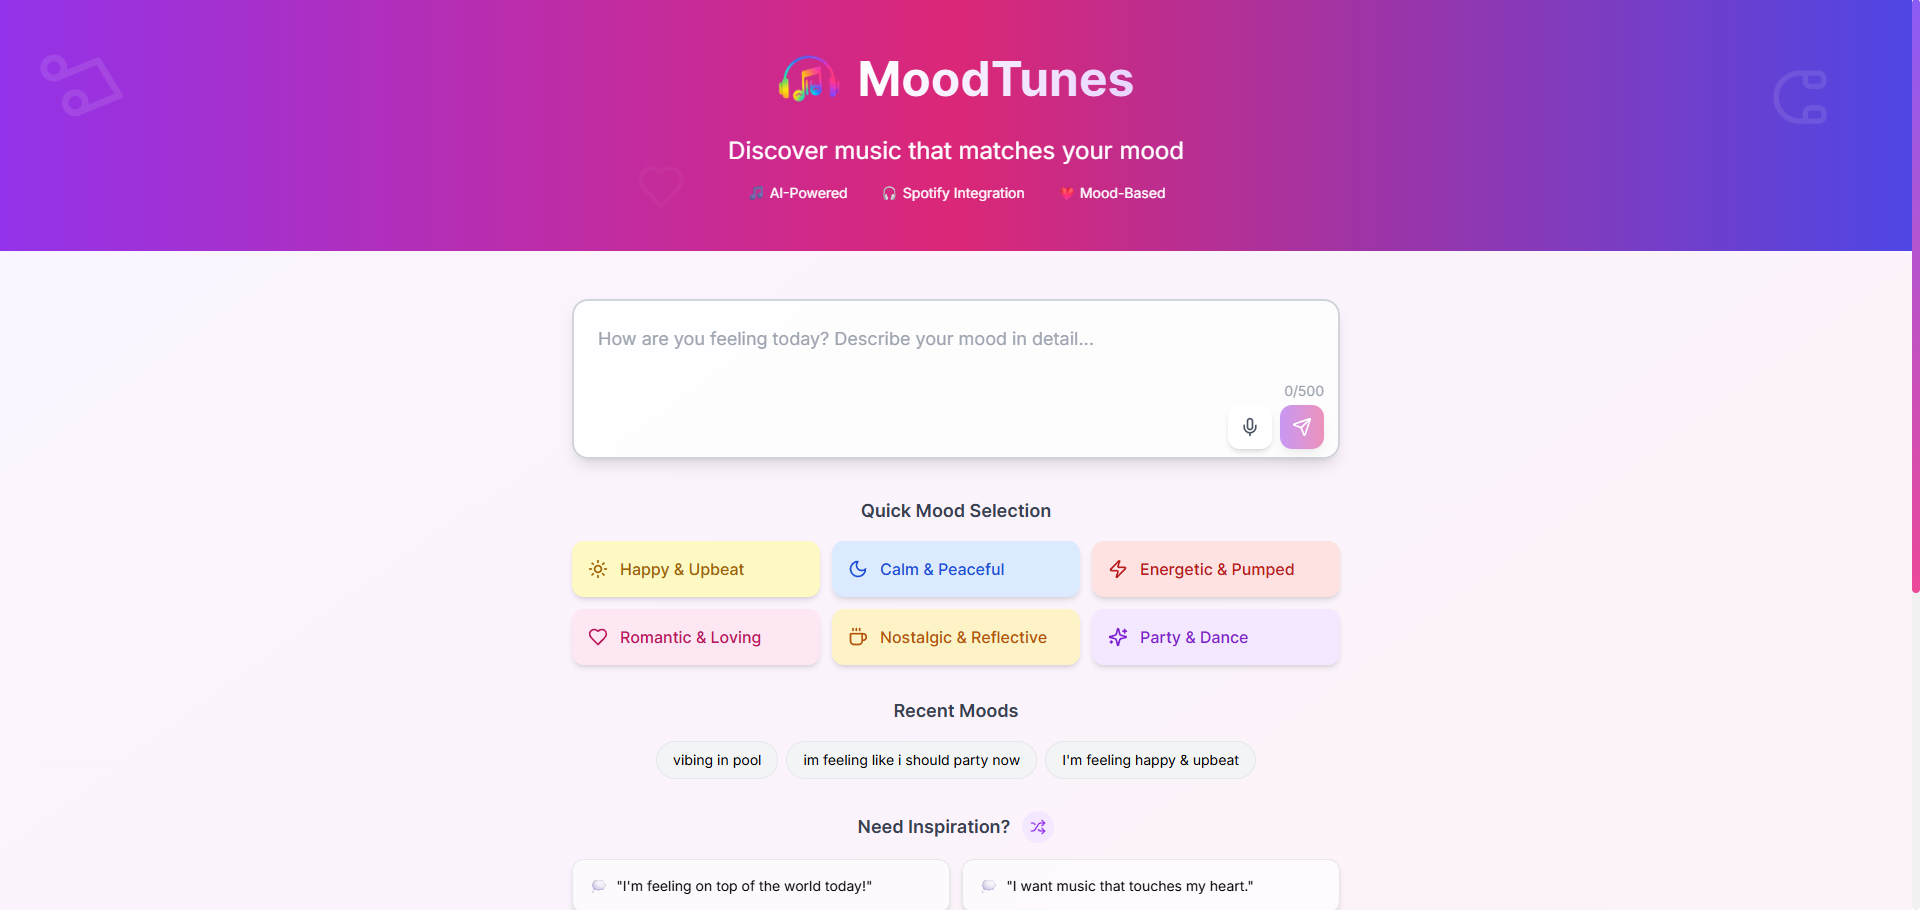 MoodTunes
Discover music that matches your mood
AI-Powered Spotify Integration Mood-Based
How are you feeling today? Describe your mood in detail...
0/500
Quick Mood Selection
Happy & Upbeat Calm & Peaceful Energetic & Pumped
Romantic & Loving Nostalgic & Reflective Party & Dance
Recent Moods
vibing in pool im feeling like i should party now I'm feeling happy & upbeat
Need Inspiration?
"I'm feeling on top of the world today!" "I want music that touches my heart."